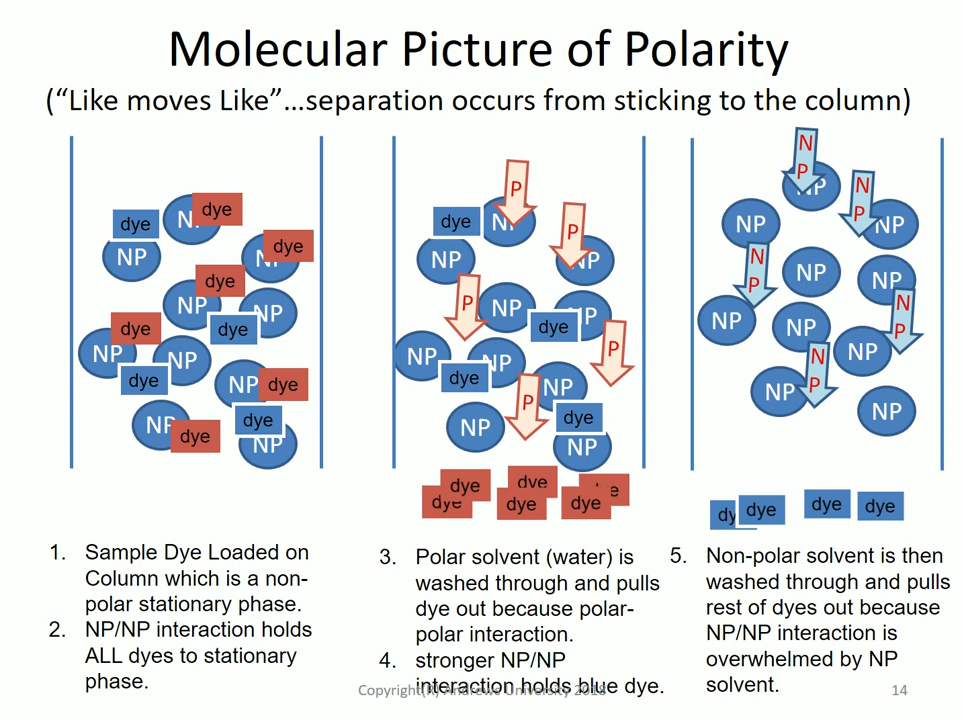 Molecular Picture of Polarity
(“Like moves Like”…separation occurs from sticking to the column)
dye
dye
NP
dye
NP
dye
NP
NP
dye
dye
NP
NP
dye
NP
dye
dye
dye
NP
P
dye
NP
P
NP
NP
P
NP
NP
dye
P
NP
NP
dye
NP
P
dye
NP
NP
dye
dye
dye
dye
dye
N
P
NP
N
P
NP
NP
N
P
NP
NP
N
P
NP
NP
NP
N
P
NP
NP
dye
dye
dye
1. Sample Dye Loaded on
Column which is a non-
polar stationary phase.
2. NP/NP interaction holds
ALL dyes to stationary
phase.
3. Polar solvent (water) is
washed through and pulls
dye out because polar-
polar interaction.
4. stronger NP/NP
interaction holds blue dye.
5. Non-polar solvent is then
washed through and pulls
rest of dyes out because
NP/NP interaction is
overwhelmed by NP
solvent.
Copyright(R) Andrews University
14